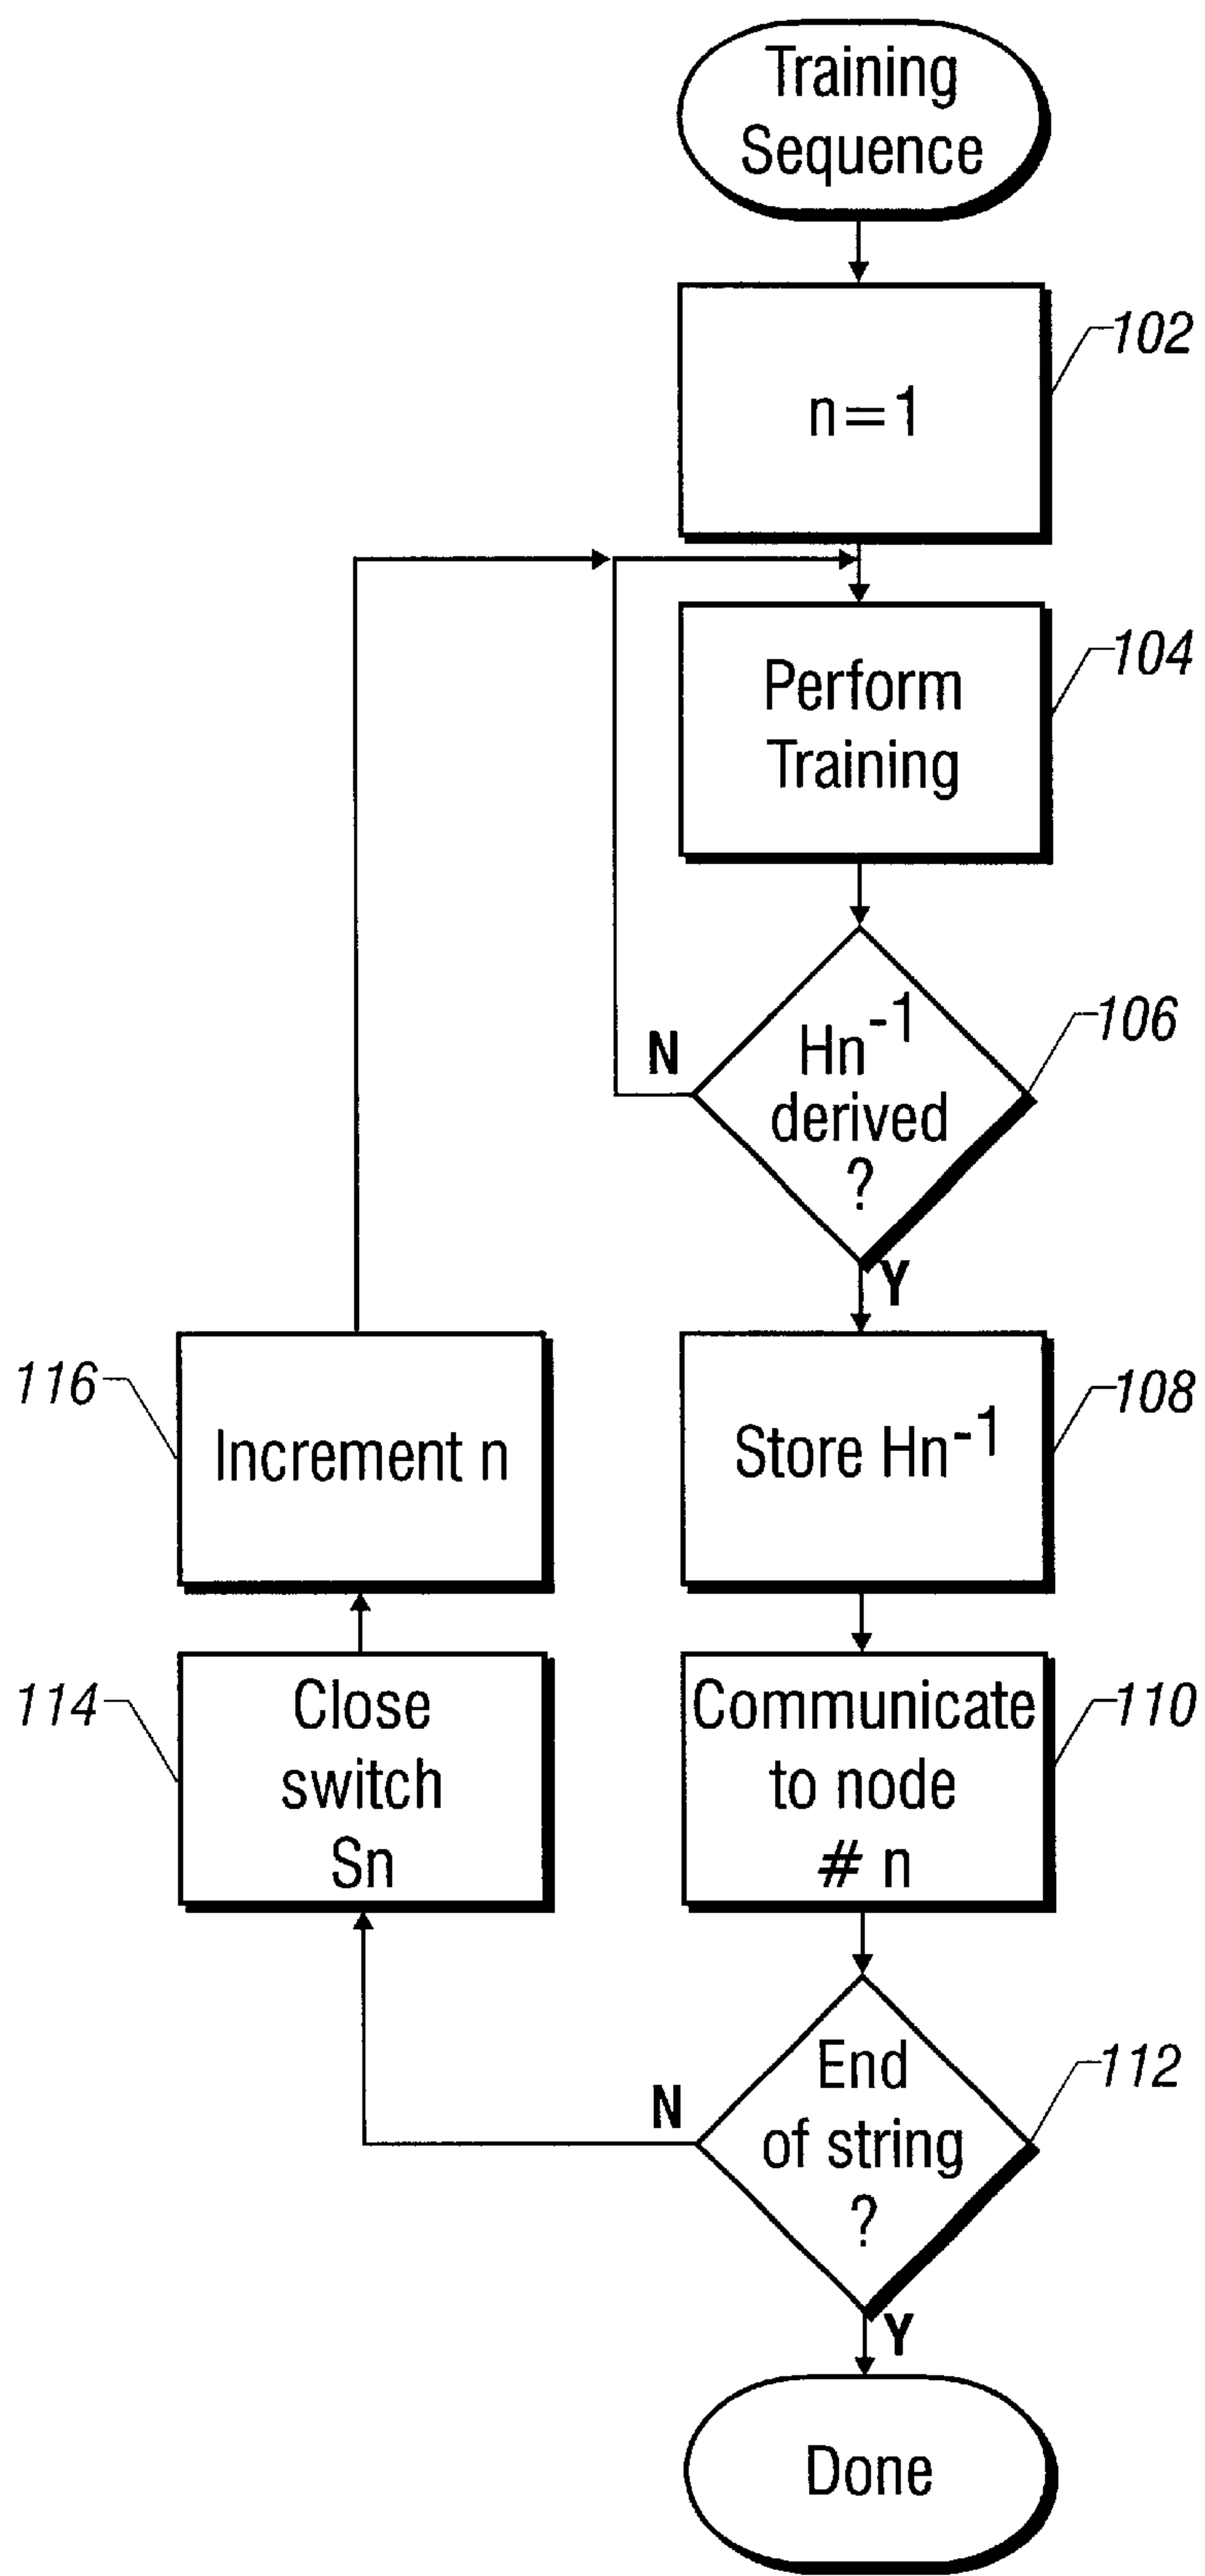 Training
Sequence
102
n=1
104
Perform
Training
106
Hn⁻¹
derived
?
N
Y
116
Increment n
108
Store Hn⁻¹
114
Close
switch
Sn
110
Communicate
to node
# n
112
End
of string
?
N
Y
Done